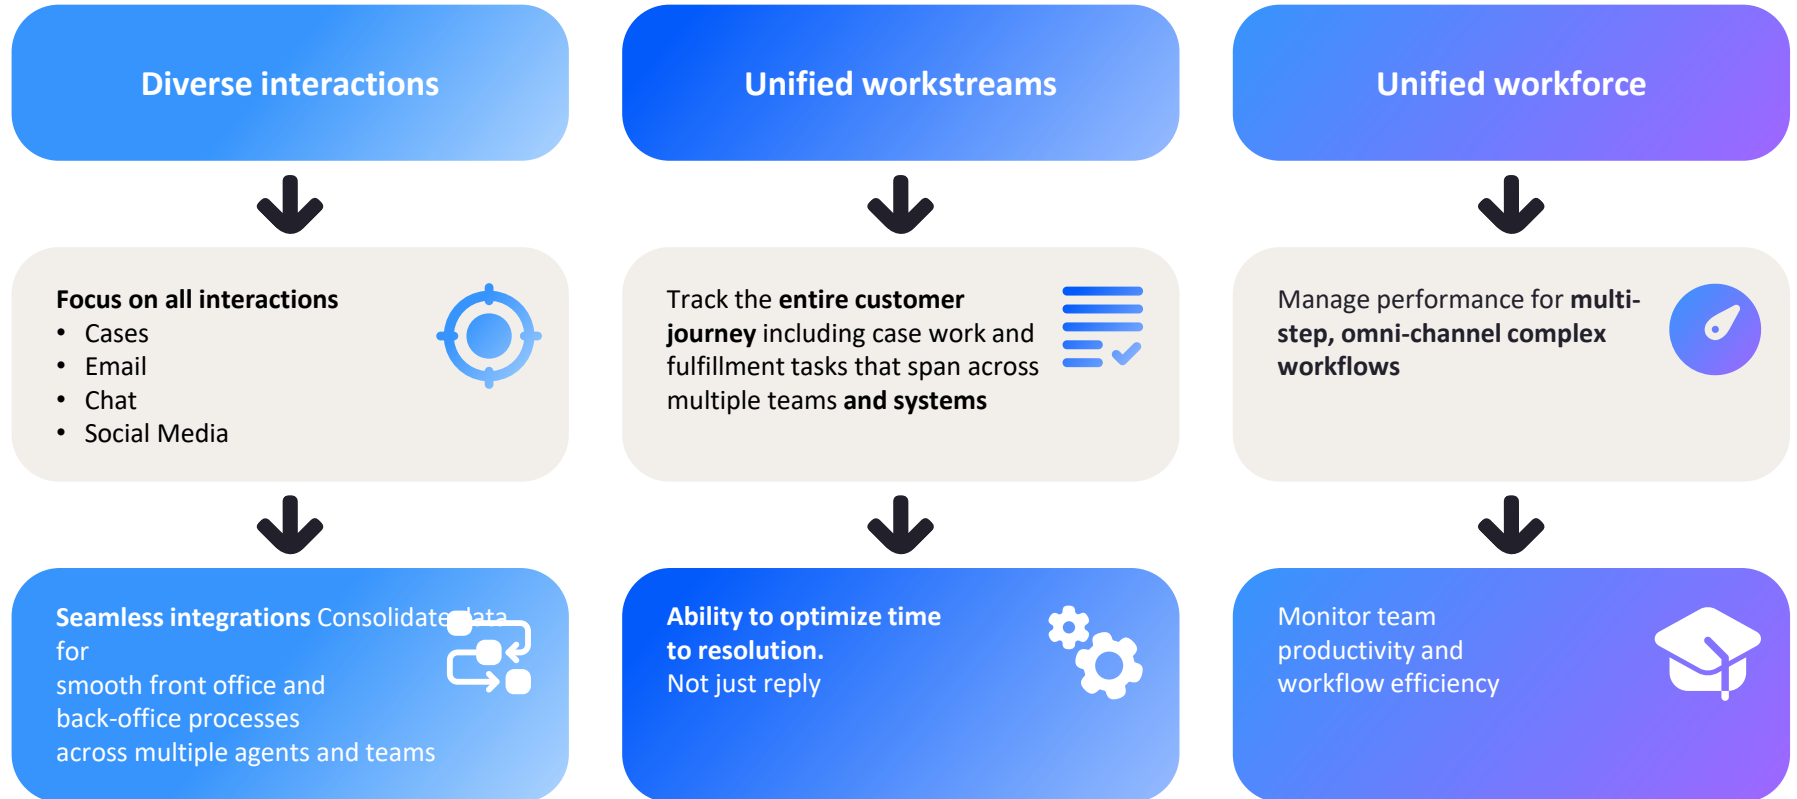 Diverse interactions
Unified workstreams
Unified workforce
Focus on all interactions
• Cases
• Email
• Chat
• Social Media
Track the entire customer
journey including case work and
fulfillment tasks that span across
multiple teams and systems
Manage performance for multi-
step, omni-channel complex
workflows
Seamless integrations Consolidate data
for
smooth front office and
back-office processes
across multiple agents and teams
Ability to optimize time
to resolution.
Not just reply
Monitor team
productivity and
workflow efficiency